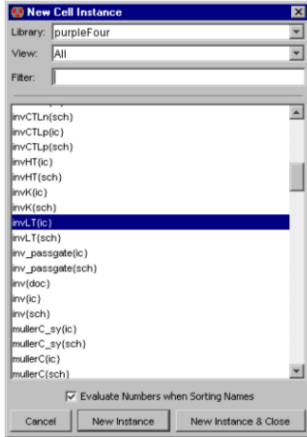 New Cell Instance
Library: purpleFour
View: All
Filter:
invCTLn(sch)
invCTLp(ic)
invCTLp(sch)
invHT(ic)
invHT(sch)
invK(ic)
invK(sch)
invLT(ic)
invLT(sch)
inv_passgate(ic)
inv_passgate(sch)
inv(doc)
inv(ic)
inv(sch)
mullerC_sy(ic)
mullerC_sy(sch)
mullerC(ic)
mullerC(sch)
Evaluate Numbers when Sorting Names
Cancel New Instance New Instance & Close